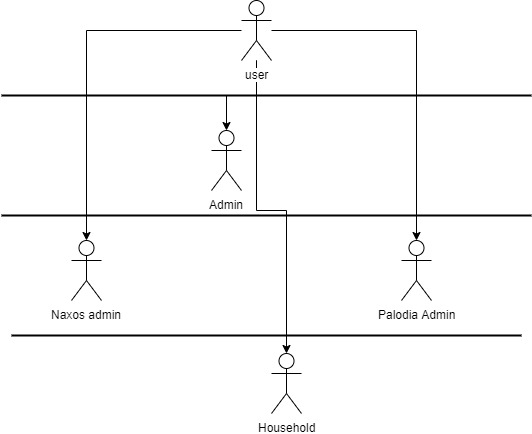 user
Admin
Naxos admin
Palodia Admin
Household